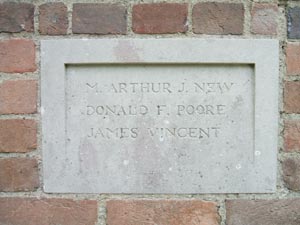 M. ARTHUR J. NEW
DONALD F. POORE
JAMES VINCENT